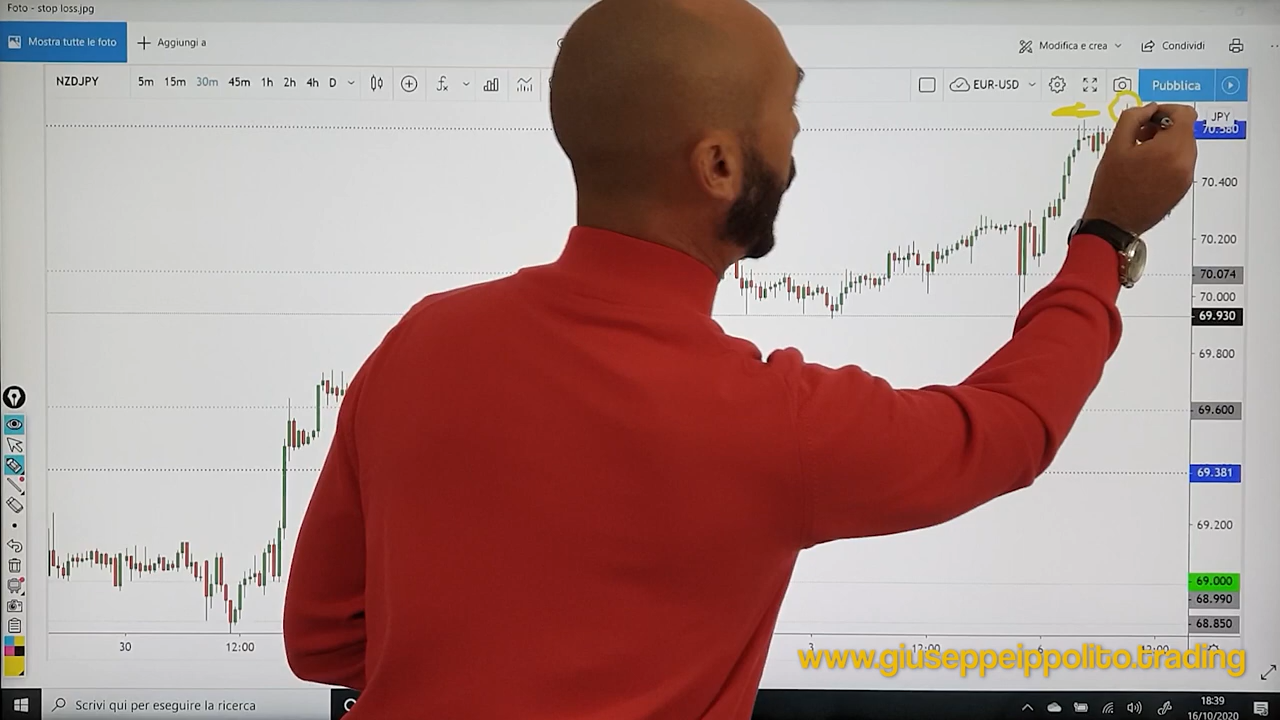 Foto - stop loss.jpg
Mostra tutte le foto
Aggiungi a
Modifica e crea
Condividi
NZDJPY
5m 15m 30m 45m 1h 2h 4h D
EUR-USD
Pubblica
JPY
70.580
70.400
70.200
70.074
70.000
69.930
69.800
69.600
69.381
69.200
69.000
68.990
68.850
30 12:00 3 12:00 6 12:00
www.giuseppeippolito.trading
Scrivi qui per eseguire la ricerca
18:39
16/10/2020